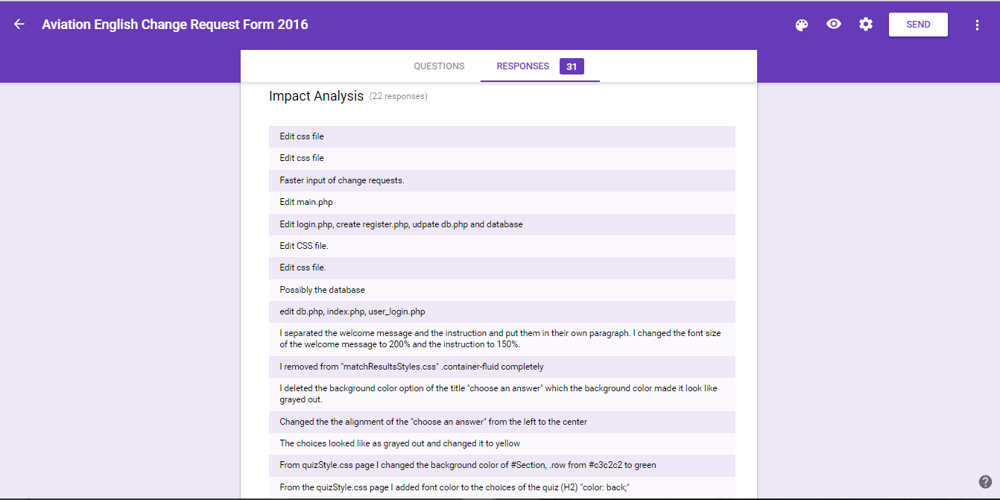 Aviation English Change Request Form 2016
SEND
QUESTIONS
RESPONSES 31
Impact Analysis (22 responses)
Edit css file
Edit css file
Faster input of change requests.
Edit main.php
Edit login.php, create register.php, udpate db.php and database
Edit CSS file.
Edit css file.
Possibly the database
edit db.php, index.php, user_login.php
I separated the welcome message and the instruction and put them in their own paragraph. I changed the font size
of the welcome message to 200% and the instruction to 150%.
I removed from "matchResultsStyles.css" .container-fluid completely
I deleted the background color option of the title "choose an answer" which the background color made it look like
grayed out.
Changed the the alignment of the "choose an answer" from the left to the center
The choices looked like as grayed out and changed it to yellow
From quizStyle.css page I changed the background color of #Section, .row from #c3c2c2 to green
From the quizStyle.css page I added font color to the choices of the quiz (H2) "color: back;"
?